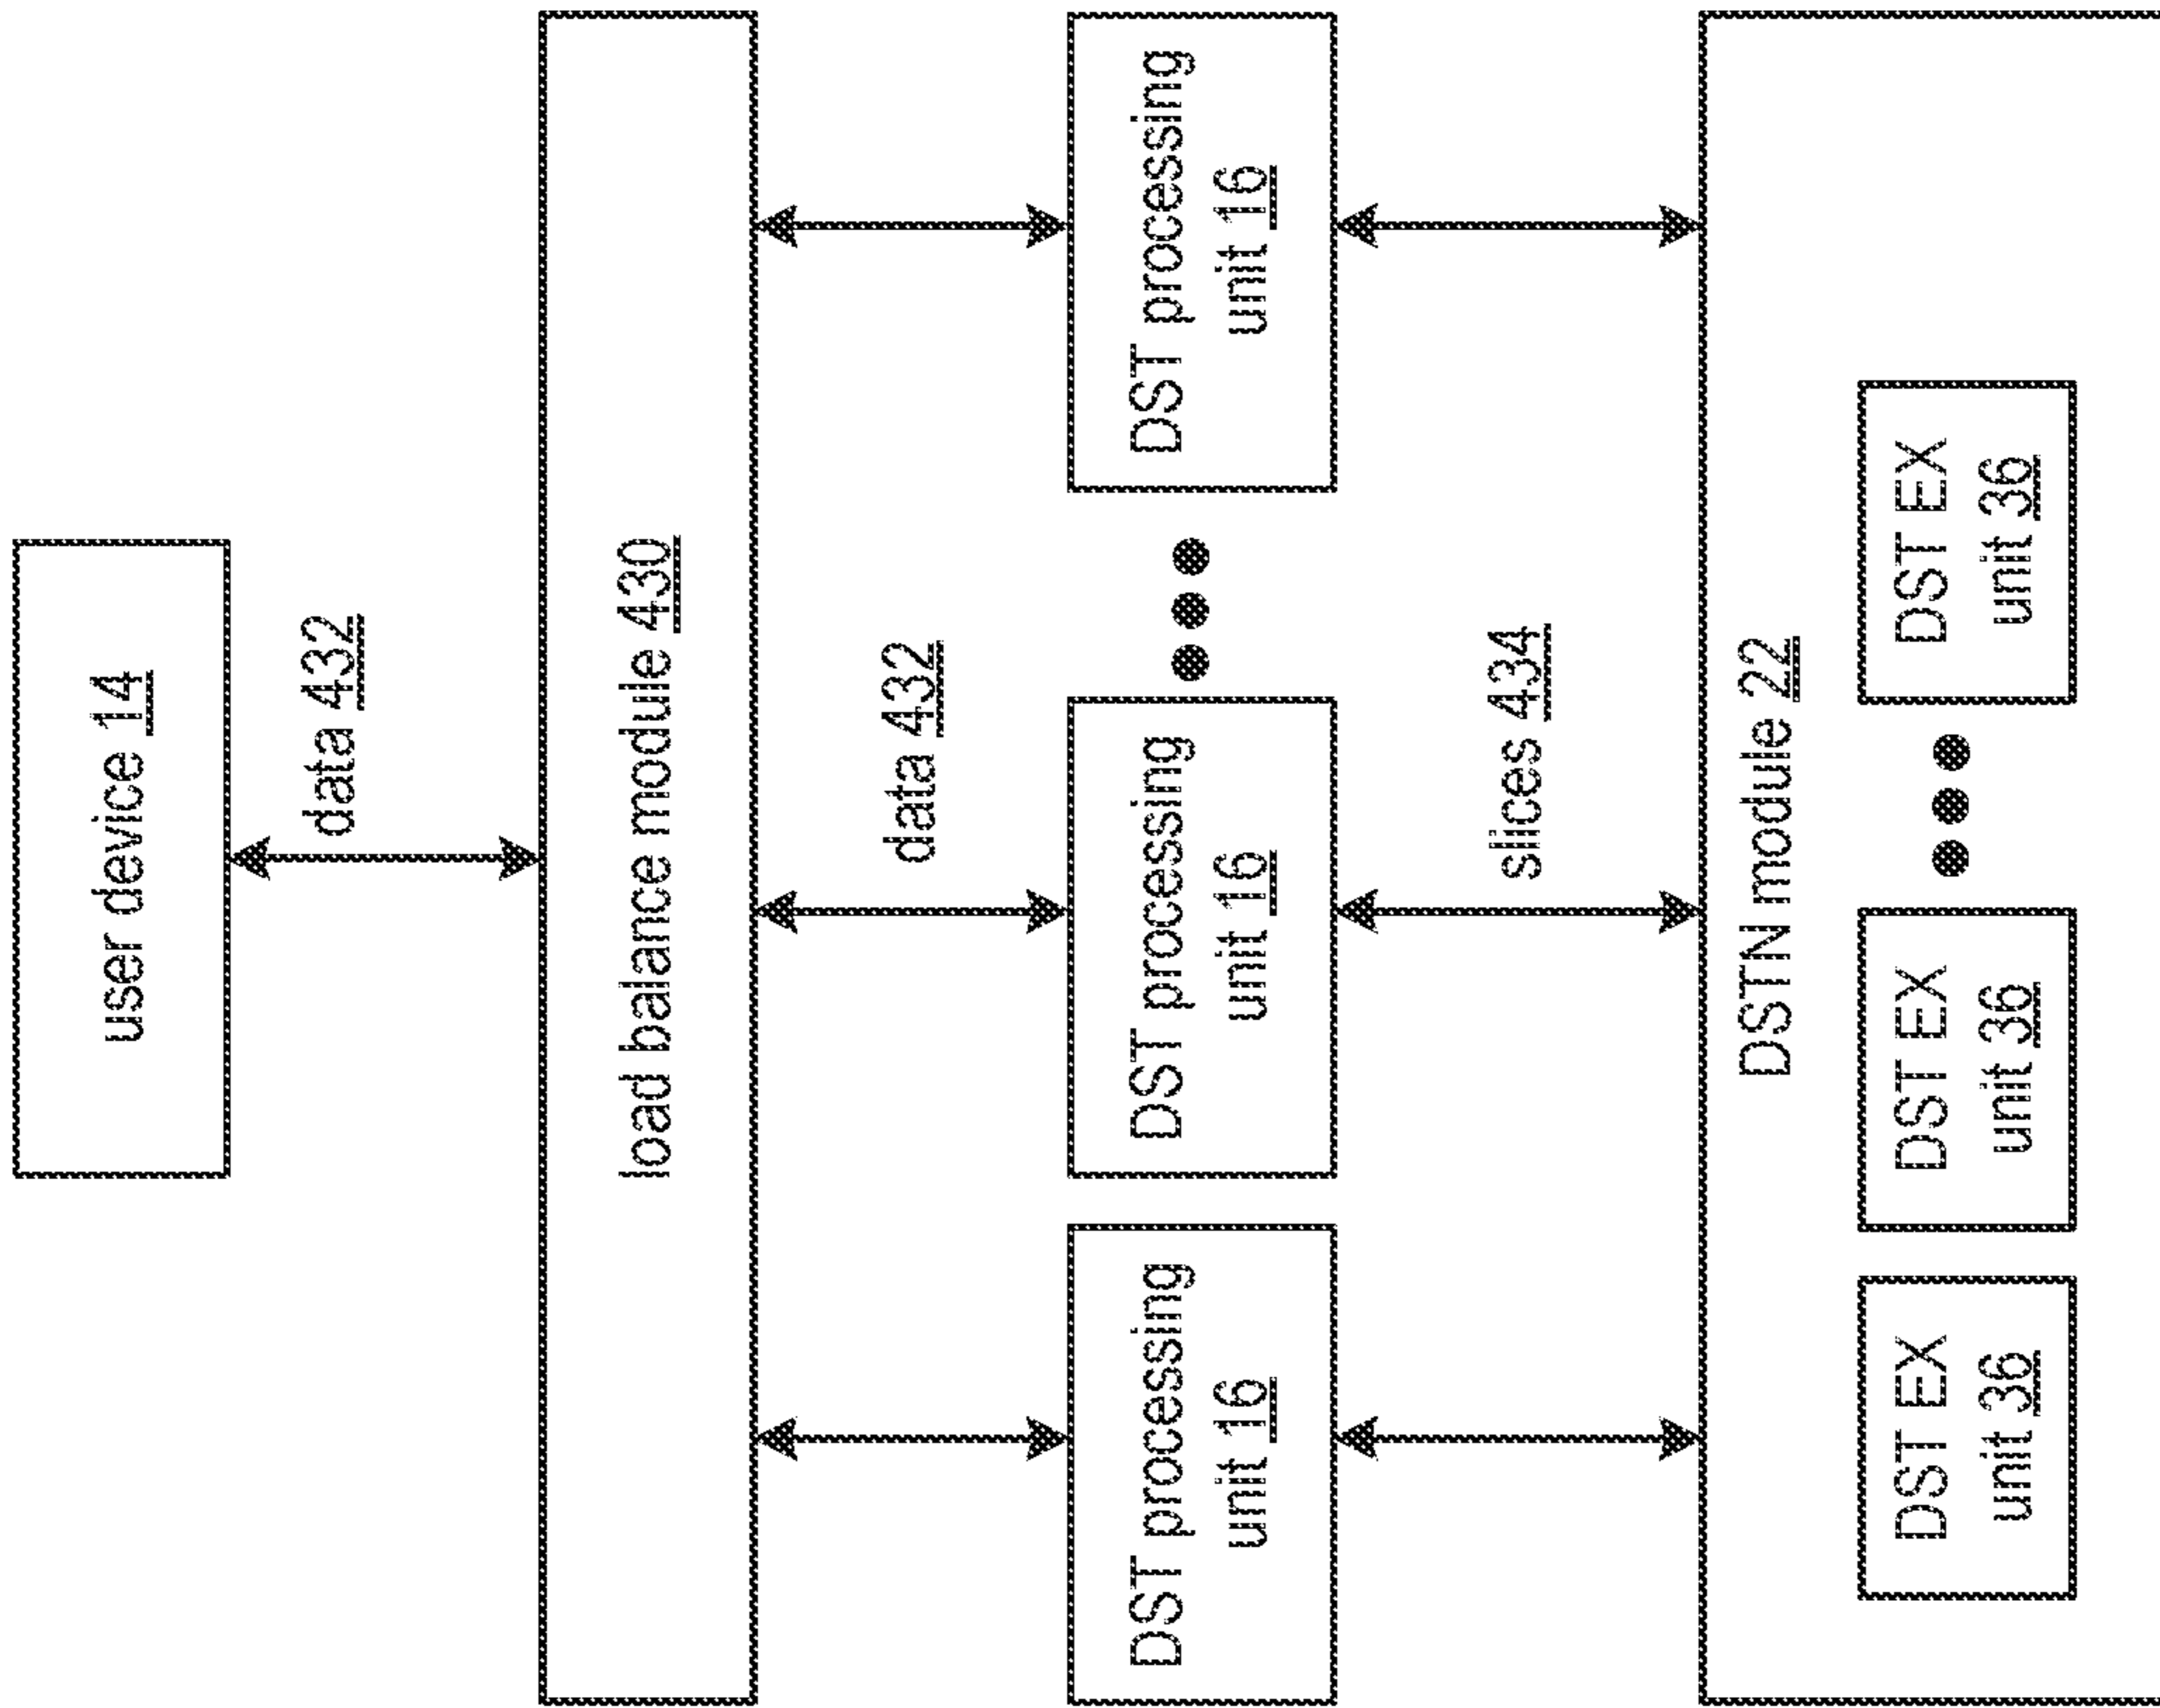 user device 14
data 432
load balance module 430
data 432
DST processing
unit 16
DST processing
unit 16
DST processing
unit 16
slices 434
DSTN module 22
DST EX
unit 36
DST EX
unit 36
DST EX
unit 36